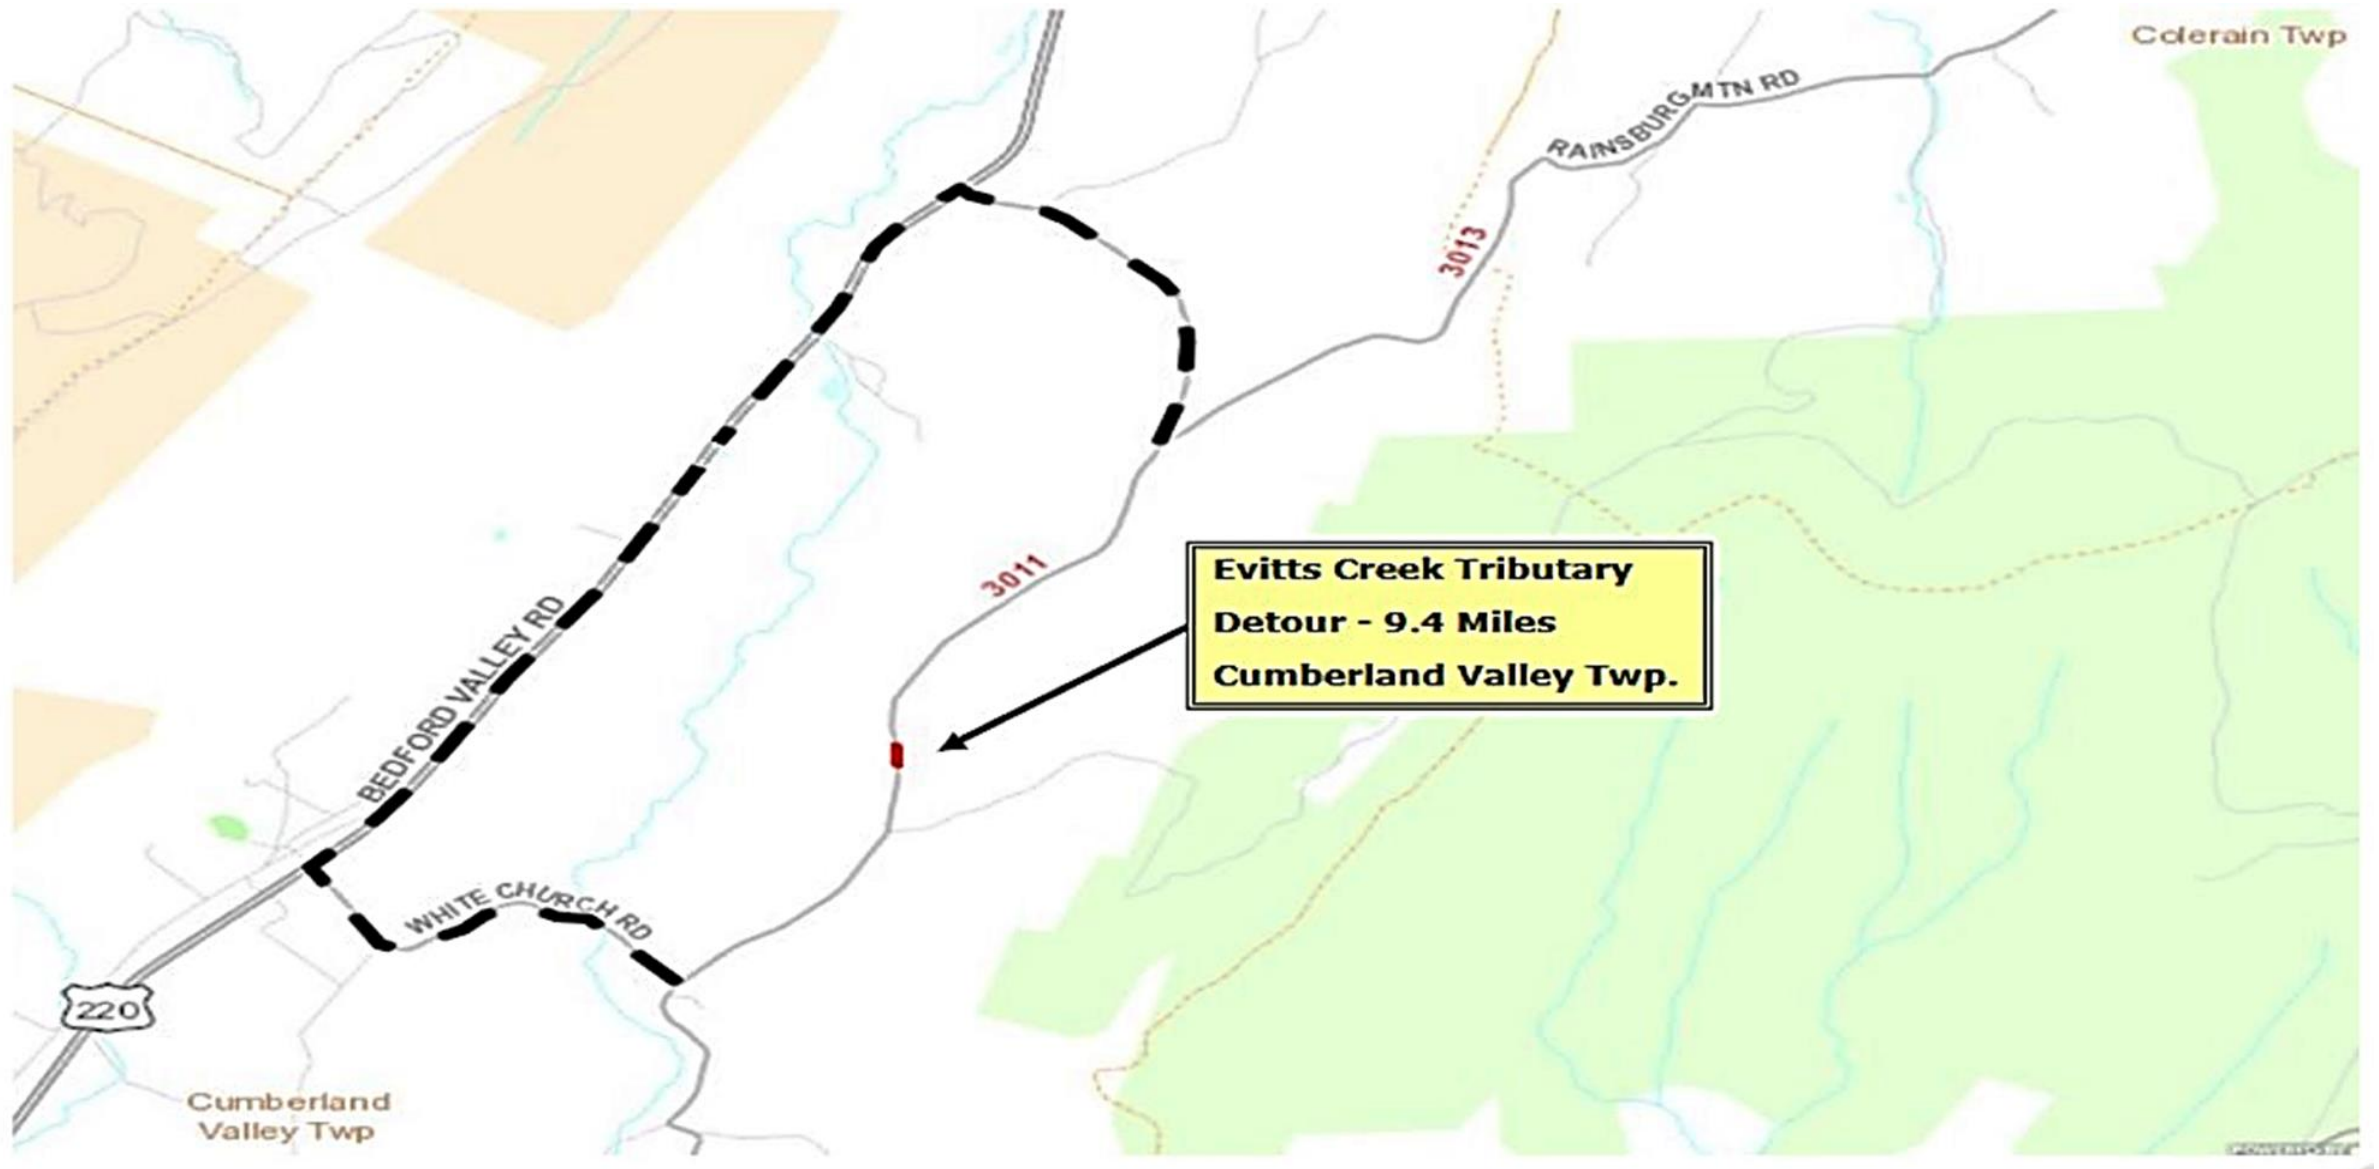 Colerain Twp
RAINSBURG MTN RD
3013
3011
Evitts Creek Tributary
Detour - 9.4 Miles
Cumberland Valley Twp.
BEDFORD VALLEY RD
WHITE CHURCH RD
220
Cumberland
Valley Twp